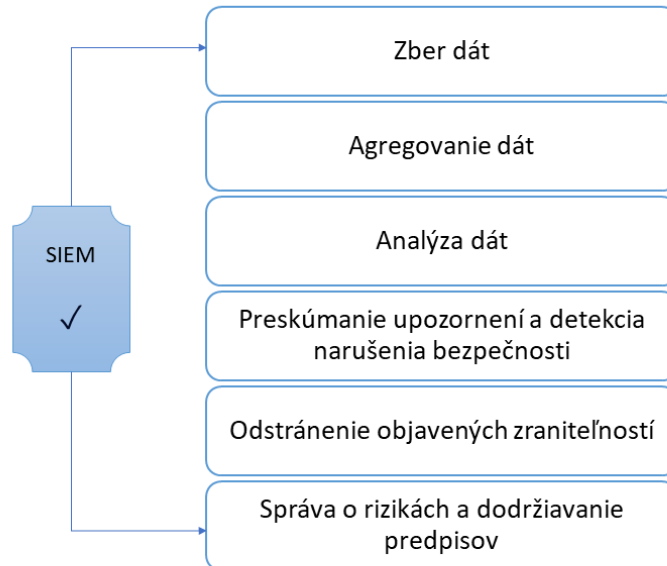 Zber dát
Agregovanie dát
Analýza dát
SIEM
✓
Preskúmanie upozornení a detekcia
narušenia bezpečnosti
Odstránenie objavených zraniteľností
Správa o rizikách a dodržiavanie
predpisov